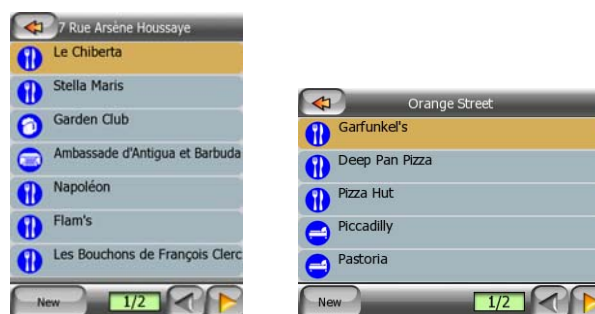 7 Rue Arsène Houssaye
Le Chiberta
Stella Maris
Garden Club
Ambassade d'Antigua et Barbuda
Napoléon
Flam's
Les Bouchons de François Clerc
New
1/2
Orange Street
Garfunkel's
Deep Pan Pizza
Pizza Hut
Piccadilly
Pastoria
New
1/2